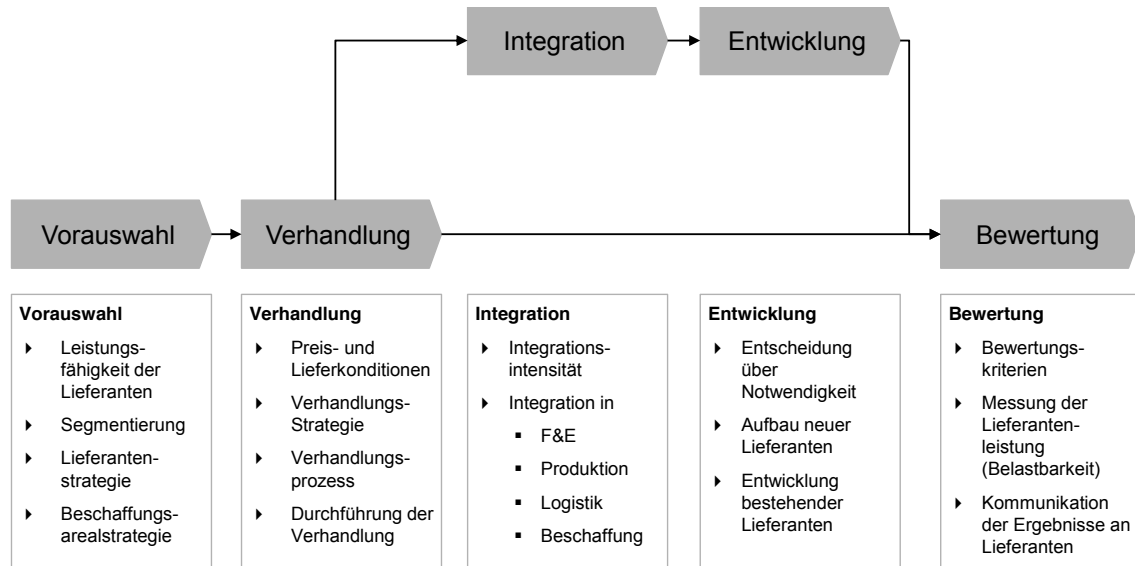 Integration
Entwicklung
Vorauswahl
Verhandlung
Bewertung
Vorauswahl
Leistungs-
fähigkeit der
Lieferanten
Segmentierung
Lieferanten-
strategie
Beschaffungs-
arealstrategie
Verhandlung
Preis- und
Lieferkonditionen
Verhandlungs-
Strategie
Verhandlungs-
prozess
Durchführung der
Verhandlung
Integration
Integrations-
intensität
Integration in
F&E
Produktion
Logistik
Beschaffung
Entwicklung
Entscheidung
über
Notwendigkeit
Aufbau neuer
Lieferanten
Entwicklung
bestehender
Lieferanten
Bewertung
Bewertungs-
kriterien
Messung der
Lieferanten-
leistung
(Belastbarkeit)
Kommunikation
der Ergebnisse an
Lieferanten